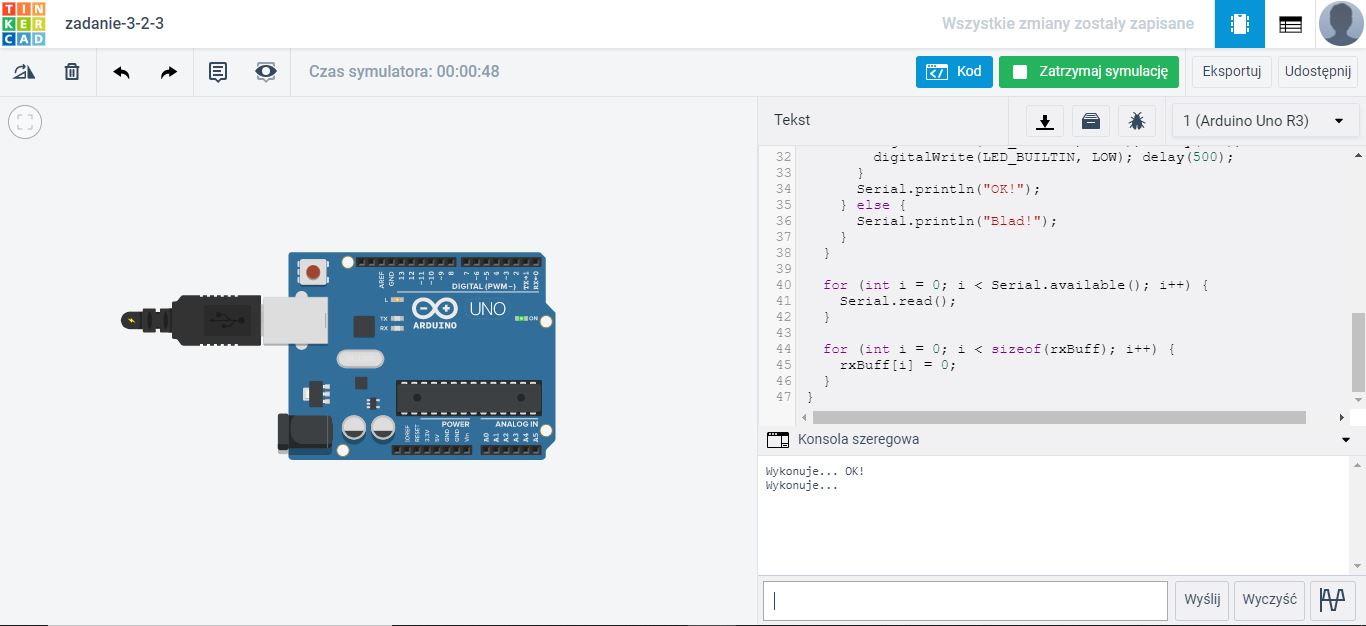 TIN
KER
CAD
zadanie-3-2-3
Wszystkie zmiany zostały zapisane
Czas symulatora: 00:00:48
Kod
Zatrzymaj symulację
Eksportuj
Udostępnij
Tekst
1 (Arduino Uno R3)
32 digitalWrite(LED_BUILTIN, LOW); delay(500);
33 }
34 Serial.println("OK!");
35 } else {
36 Serial.println("Blad!");
37 }
38 }
39
40 for (int i = 0; i < Serial.available(); i++) {
41 Serial.read();
42 }
43
44 for (int i = 0; i < sizeof(rxBuff); i++) {
45 rxBuff[i] = 0;
46 }
47 }
AREF
GND
13
12
~11
~10
~9
8
7
~6
~5
4
~3
2
TX→1
RX←0
DIGITAL (PWM~)
L
TX
RX
UNO
ON
ARDUINO
POWER
ANALOG IN
IOREF
RESET
3.3V
5V
GND
GND
Vin
A0
A1
A2
A3
A4
A5
Konsola szeregowa
Wykonuje... OK!
Wykonuje...
Wyślij
Wyczyść